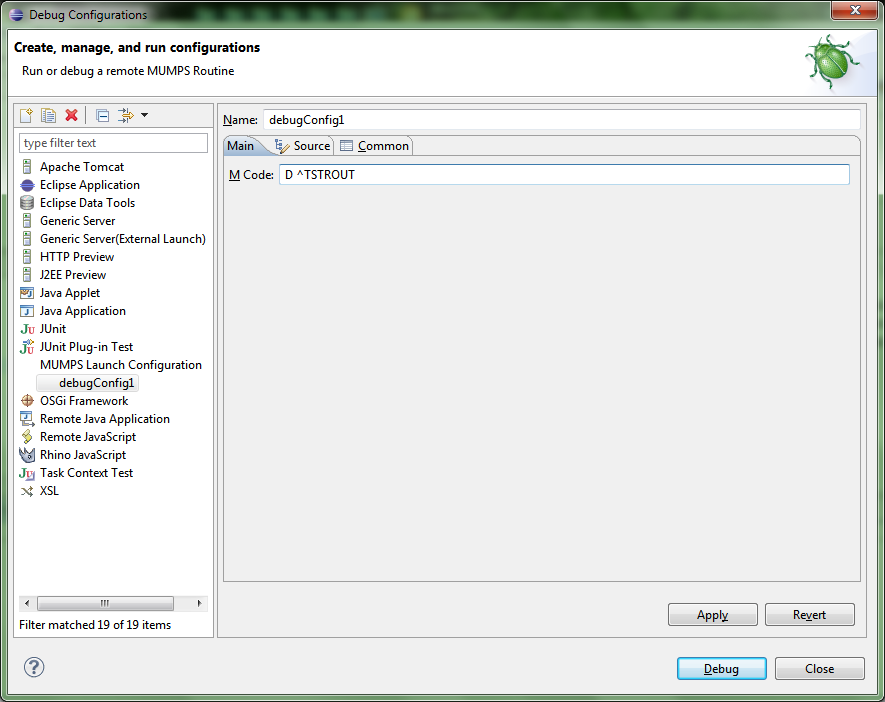 Debug Configurations
Create, manage, and run configurations
Run or debug a remote MUMPS Routine
type filter text
Apache Tomcat
Eclipse Application
Eclipse Data Tools
Generic Server
Generic Server(External Launch)
HTTP Preview
J2EE Preview
Java Applet
Java Application
JUnit
JUnit Plug-in Test
MUMPS Launch Configuration
debugConfig1
OSGi Framework
Remote Java Application
Remote JavaScript
Rhino JavaScript
Task Context Test
XSL
Filter matched 19 of 19 items
Name: debugConfig1
Main Source Common
M Code: D ^TSTROUT
Apply Revert
Debug Close